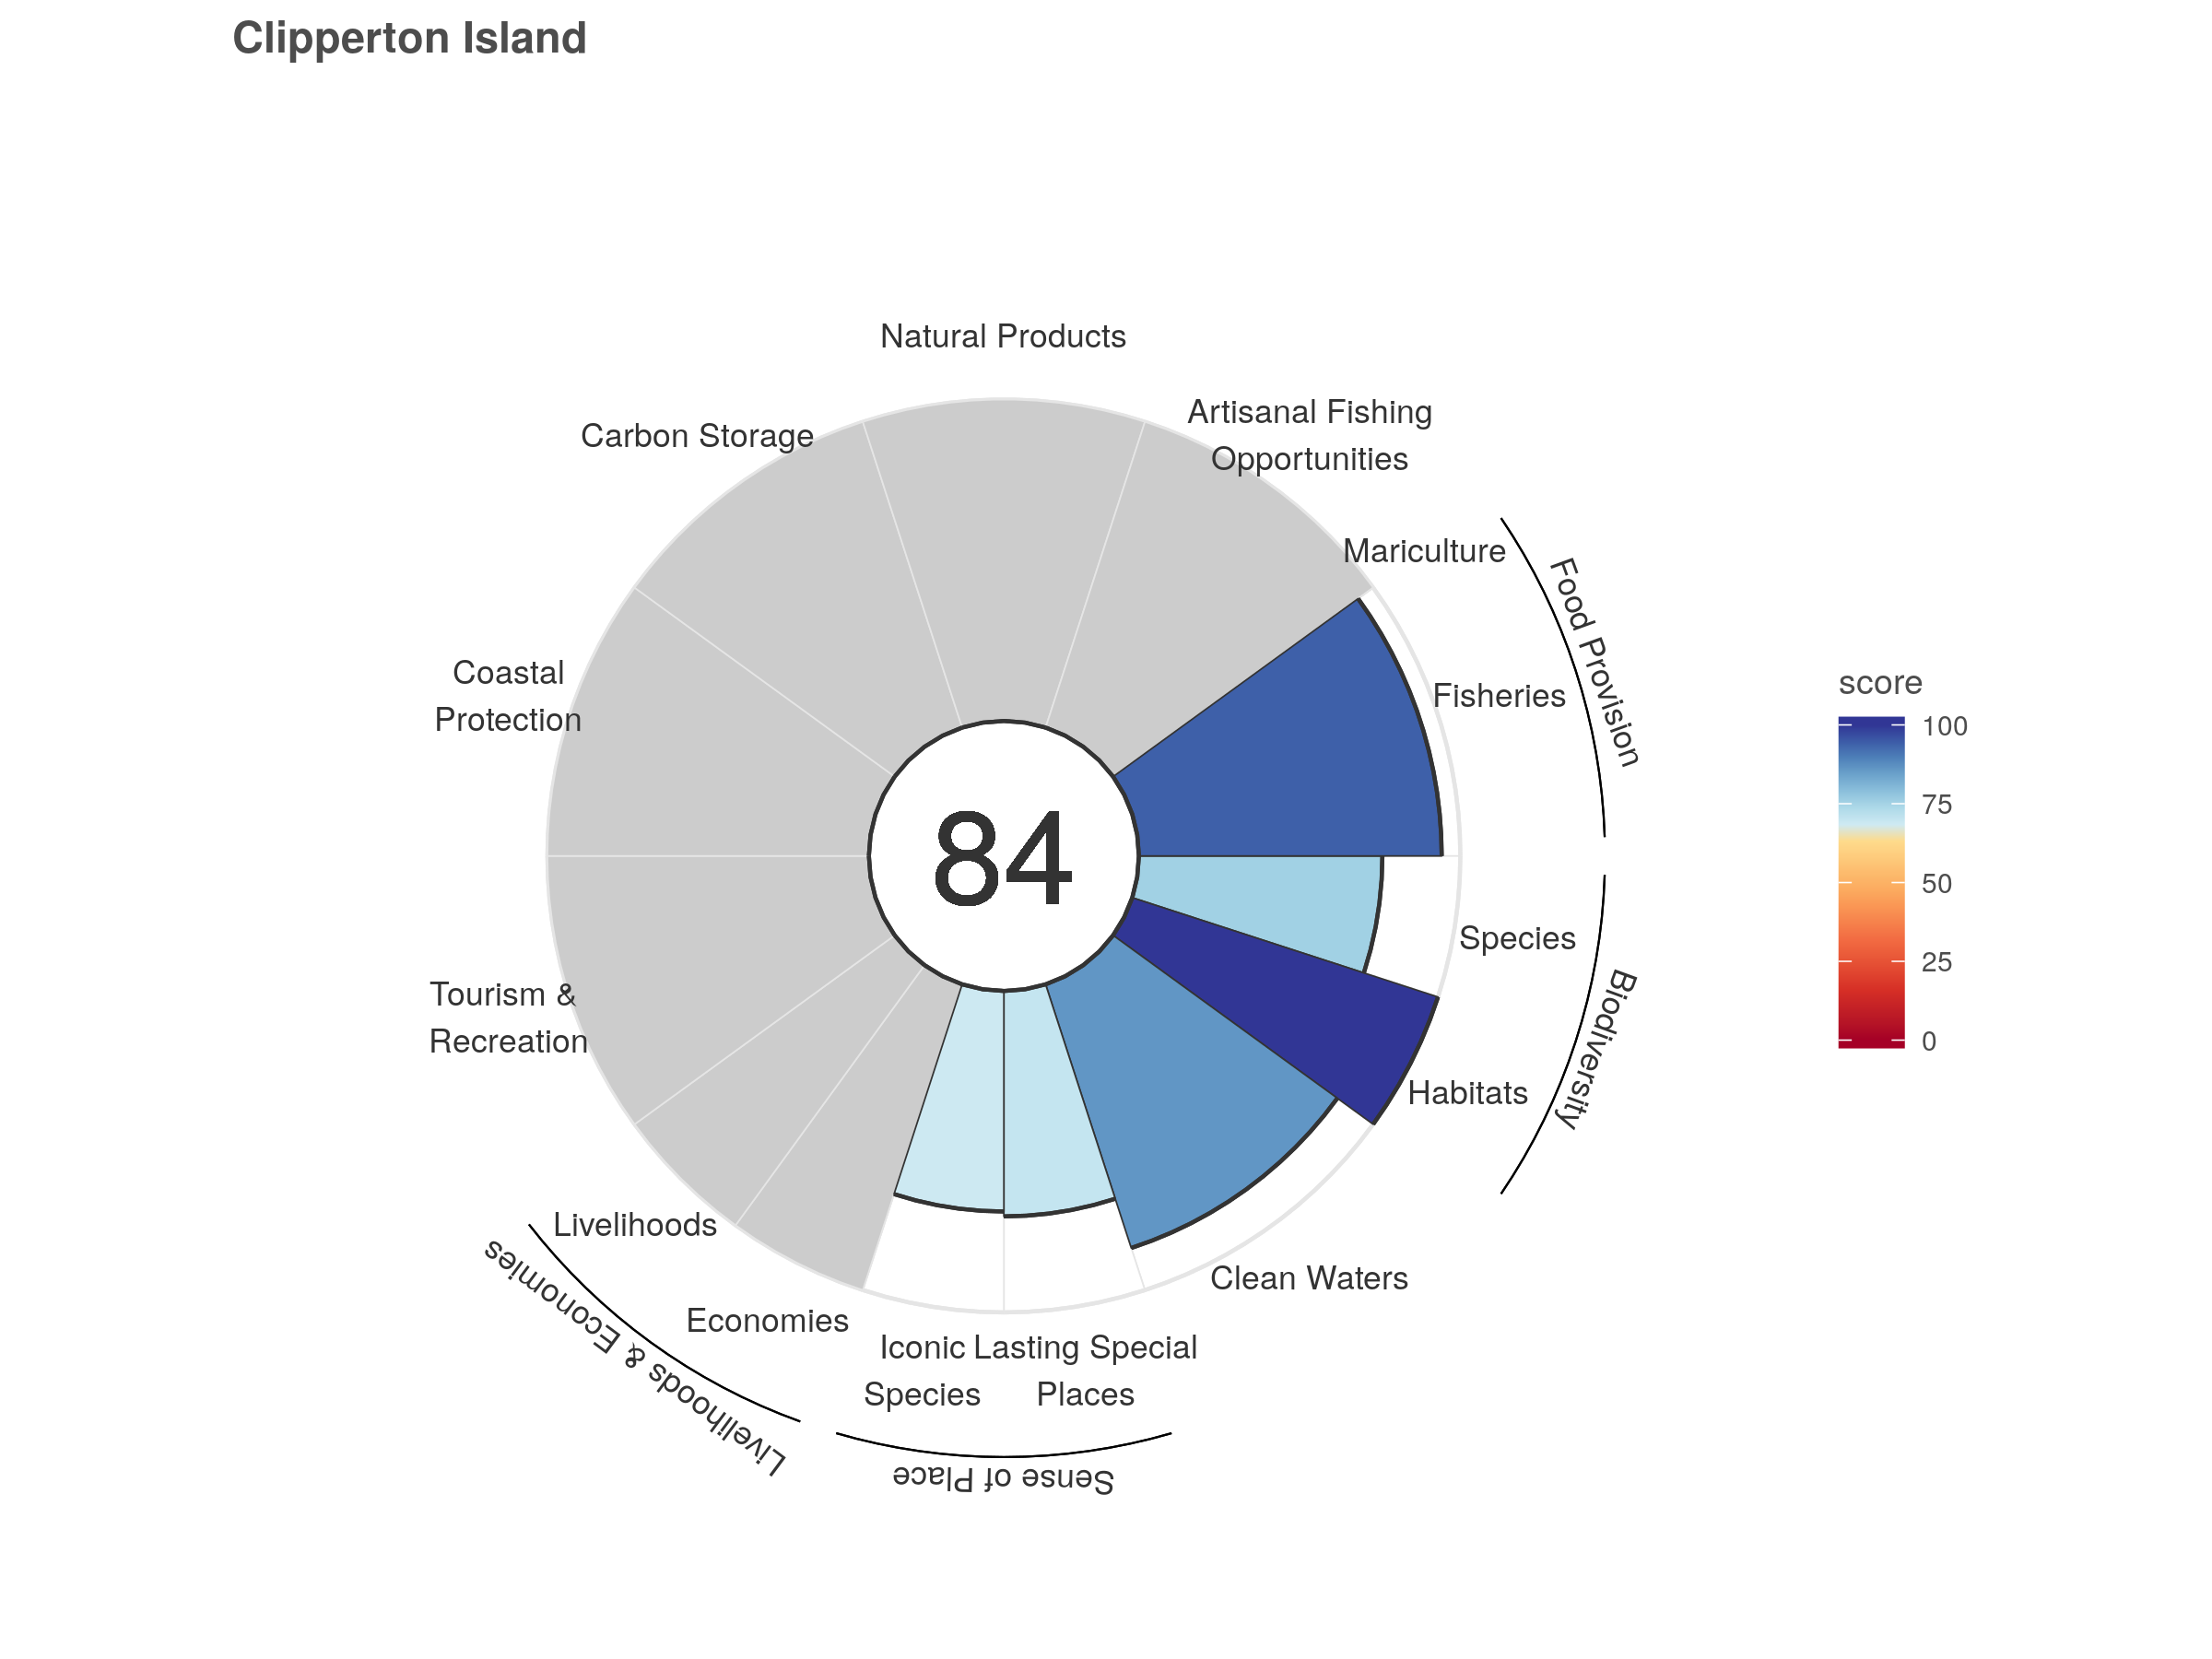 Clipperton Island
Natural Products
Artisanal Fishing
Opportunities
Carbon Storage
Mariculture
Food Provision
Fisheries
Coastal
Protection
84
Species
Biodiversity
Habitats
Tourism &
Recreation
Livelihoods
Livelihoods & Economies
Economies
Clean Waters
Iconic
Species
Lasting Special
Places
Sense of Place
score
100
75
50
25
0